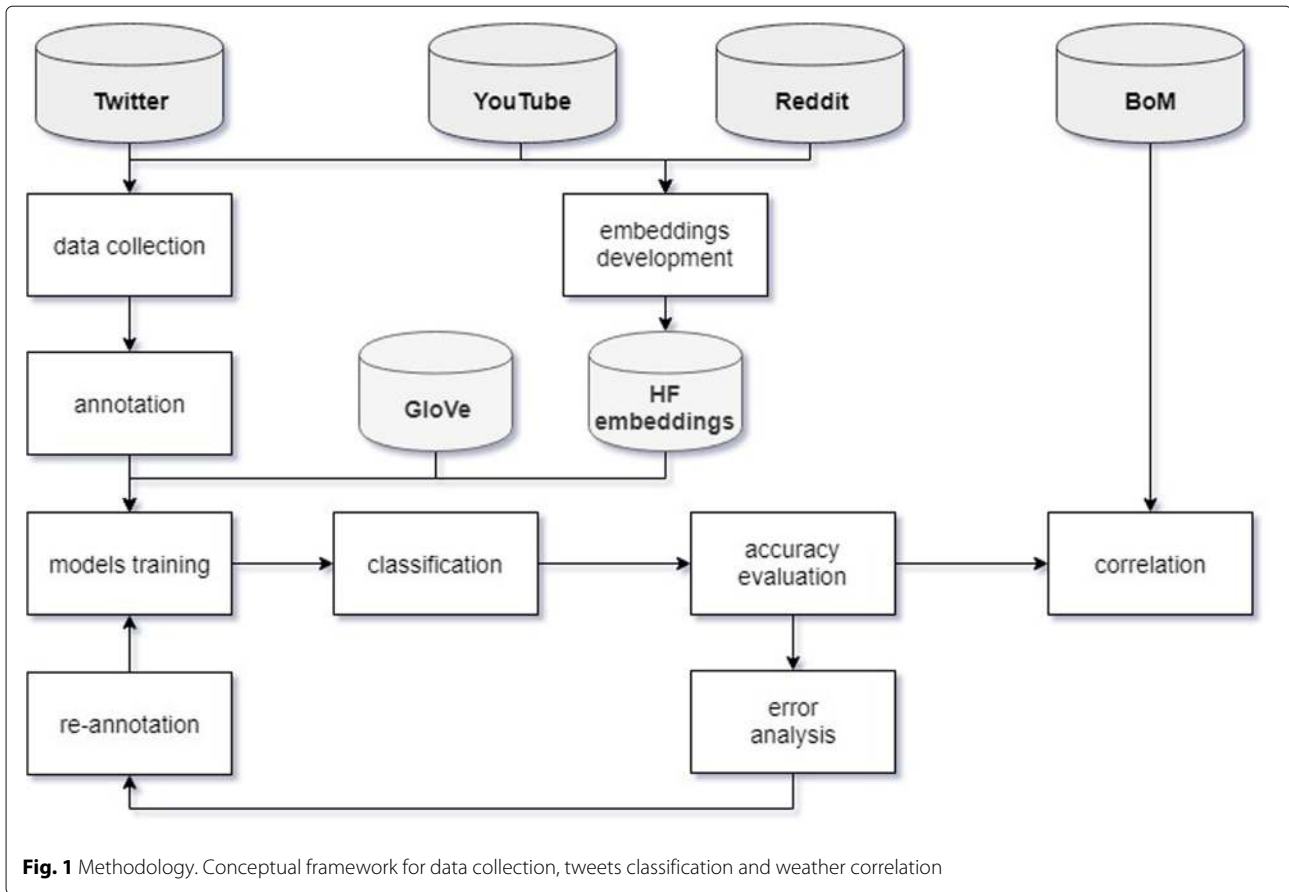 Twitter
YouTube
Reddit
BoM
data collection
embeddings
development
annotation
GloVe
HF
embeddings
models training
classification
accuracy
evaluation
correlation
re-annotation
error
analysis
Fig. 1 Methodology. Conceptual framework for data collection, tweets classification and weather correlation